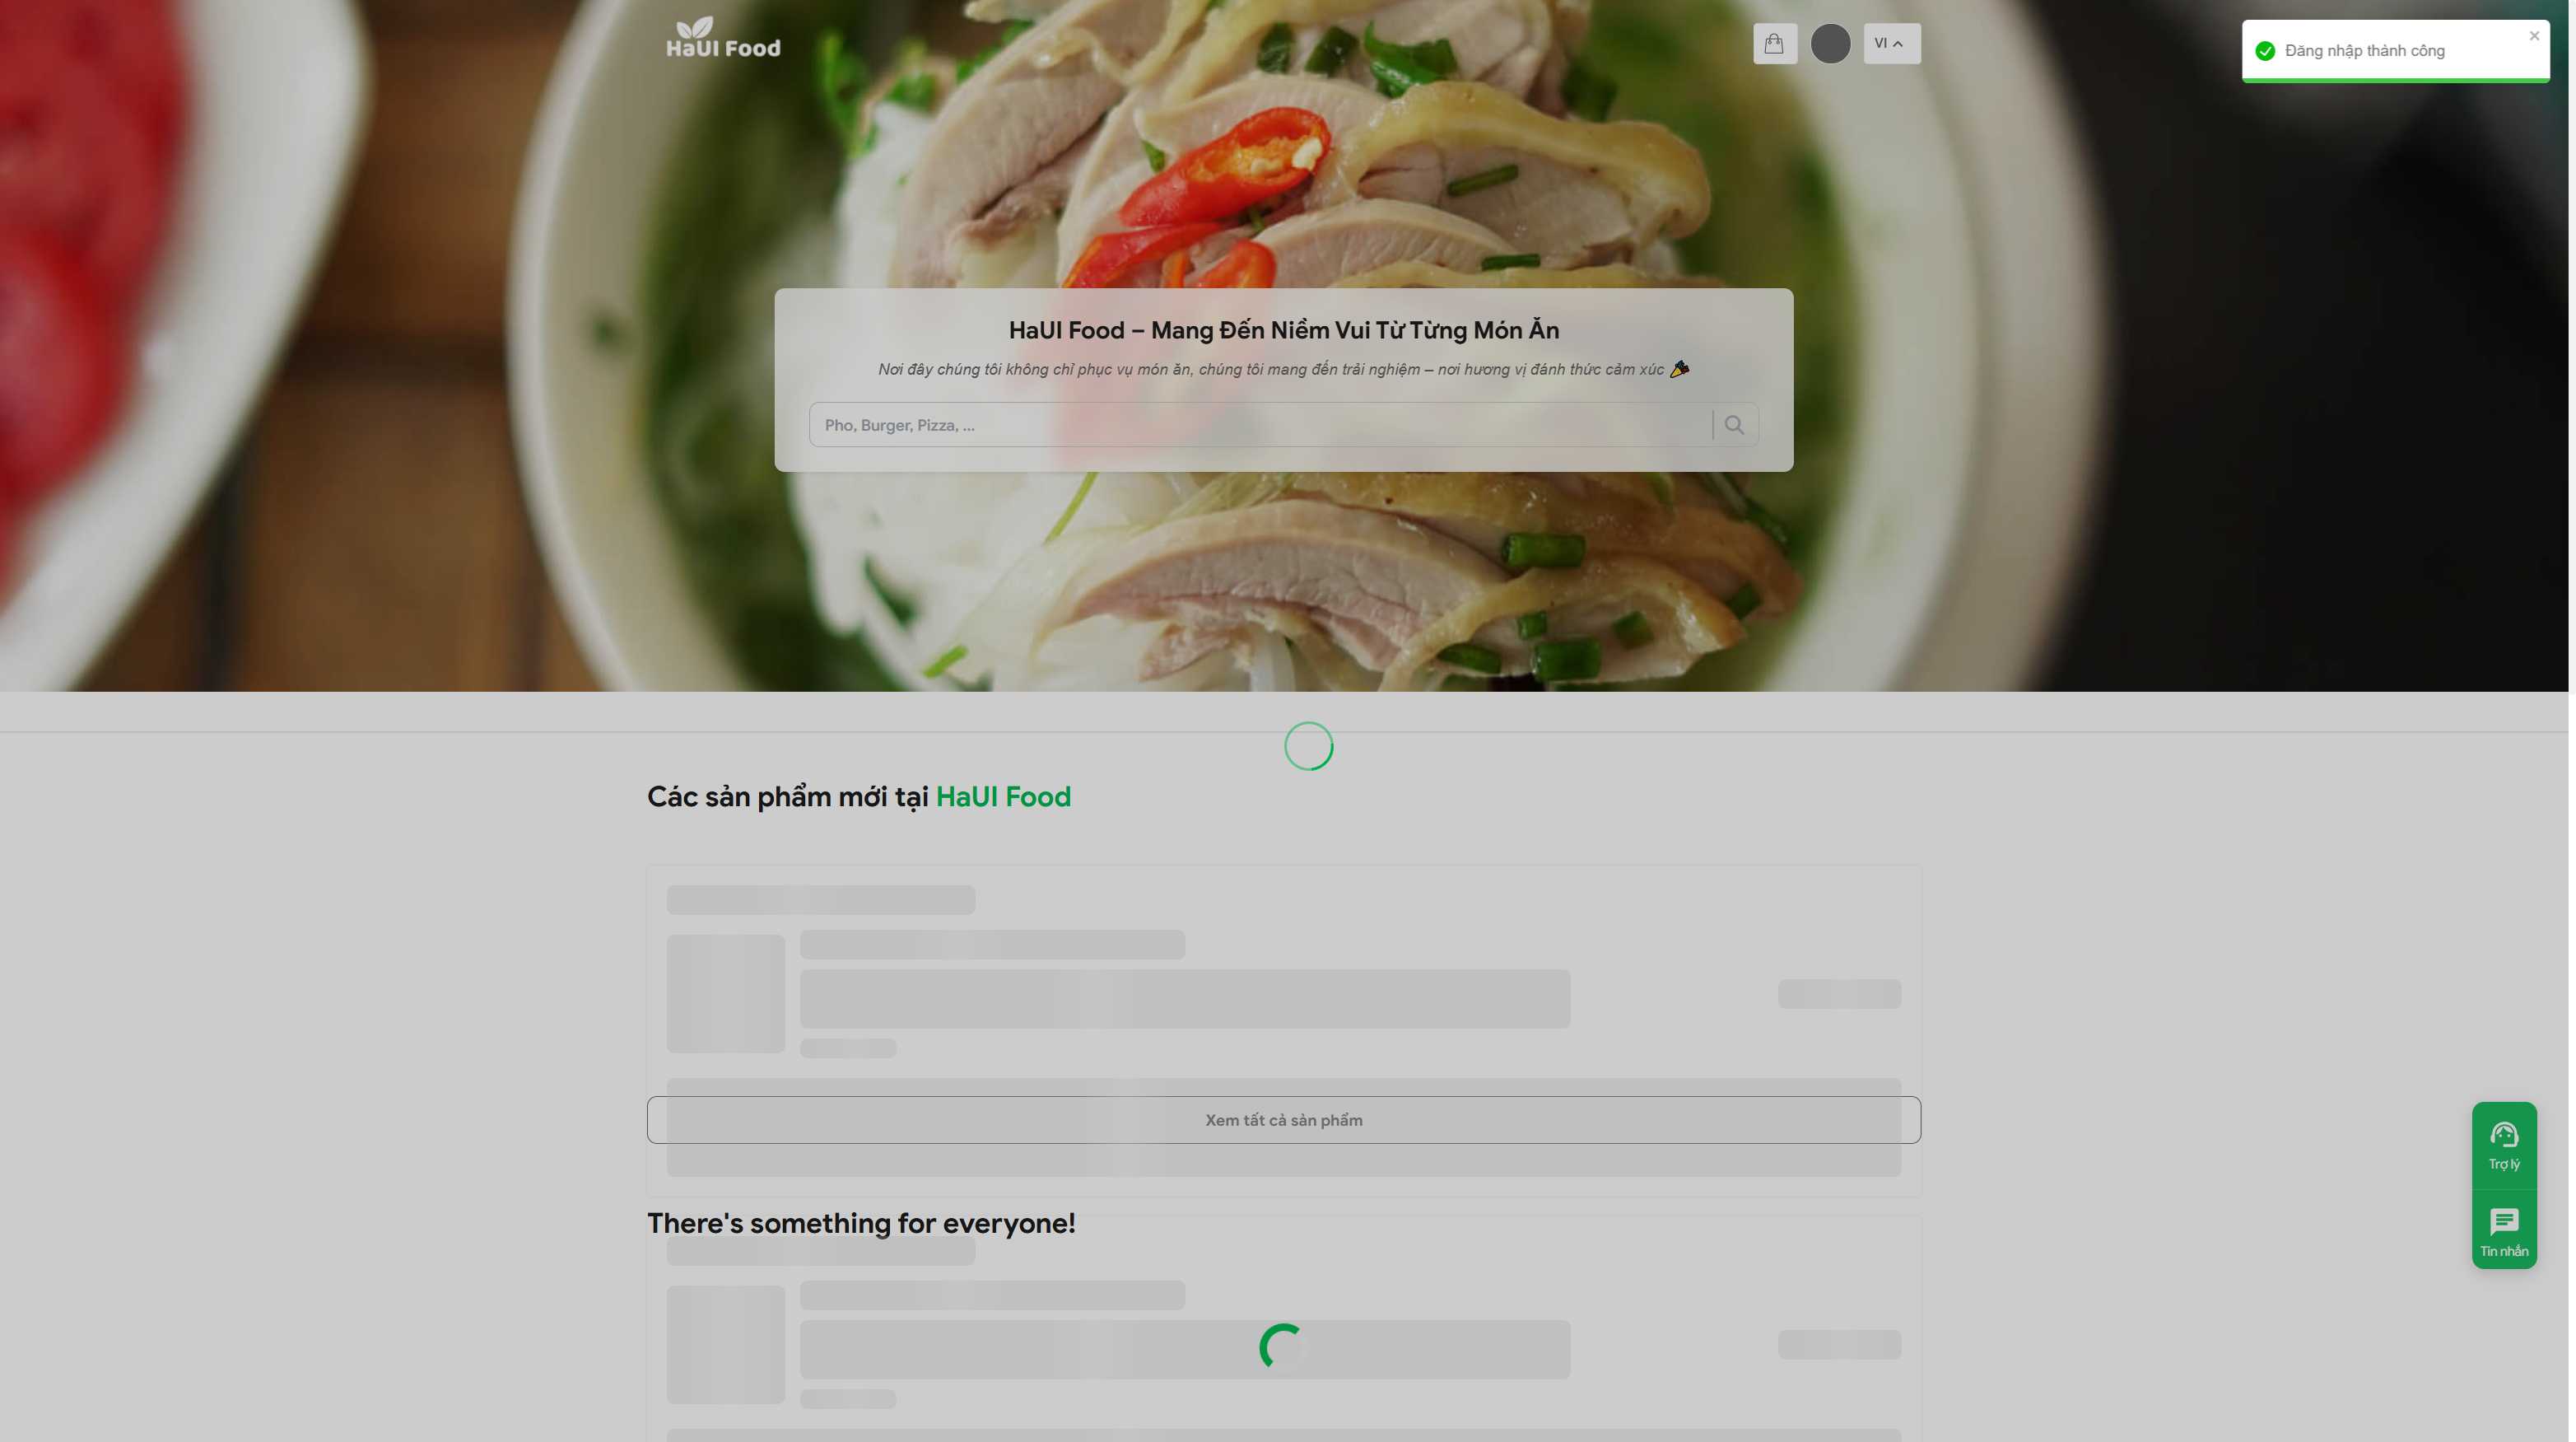 HaUI Food
VI
Đăng nhập thành công
HaUI Food – Mang Đến Niềm Vui Từ Từng Món Ăn
Nơi đây chúng tôi không chỉ phục vụ món ăn, chúng tôi mang đến trải nghiệm – nơi hương vị đánh thức cảm xúc 🎉
Pho, Burger, Pizza, ...
Các sản phẩm mới tại HaUI Food
Xem tất cả sản phẩm
Trợ lý
There's something for everyone!
Tin nhắn